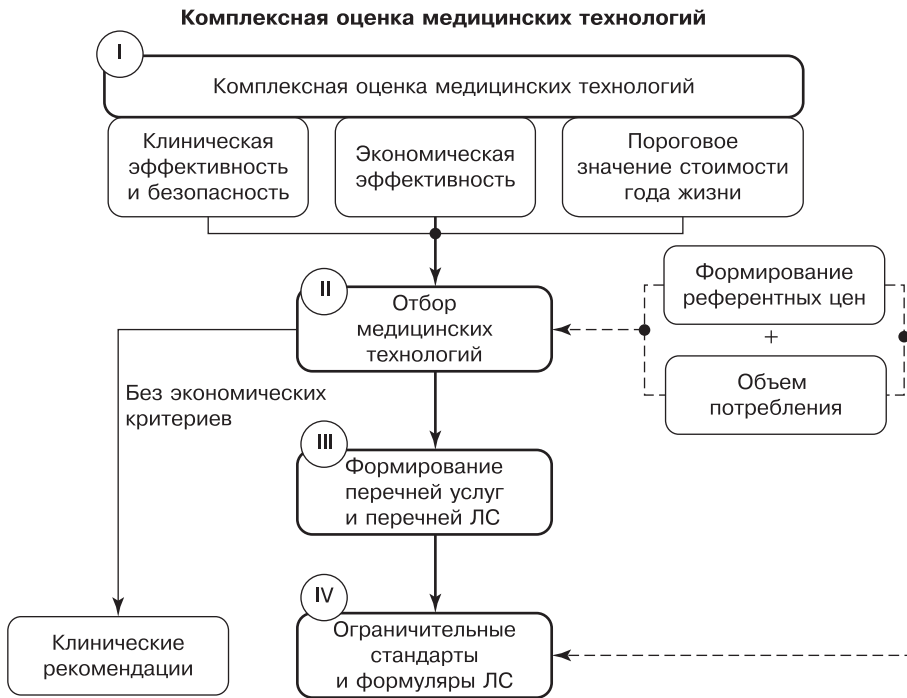 Комплексная оценка медицинских технологий
I
Комплексная оценка медицинских технологий
Клиническая
эффективность
и безопасность
Экономическая
эффективность
Пороговое
значение стоимости
года жизни
II
Отбор
медицинских
технологий
Формирование
референтных цен
+
Объем
потребления
Без экономических
критериев
III
Формирование
перечней услуг
и перечней ЛС
IV
Ограничительные
стандарты
и формуляры ЛС
Клинические
рекомендации